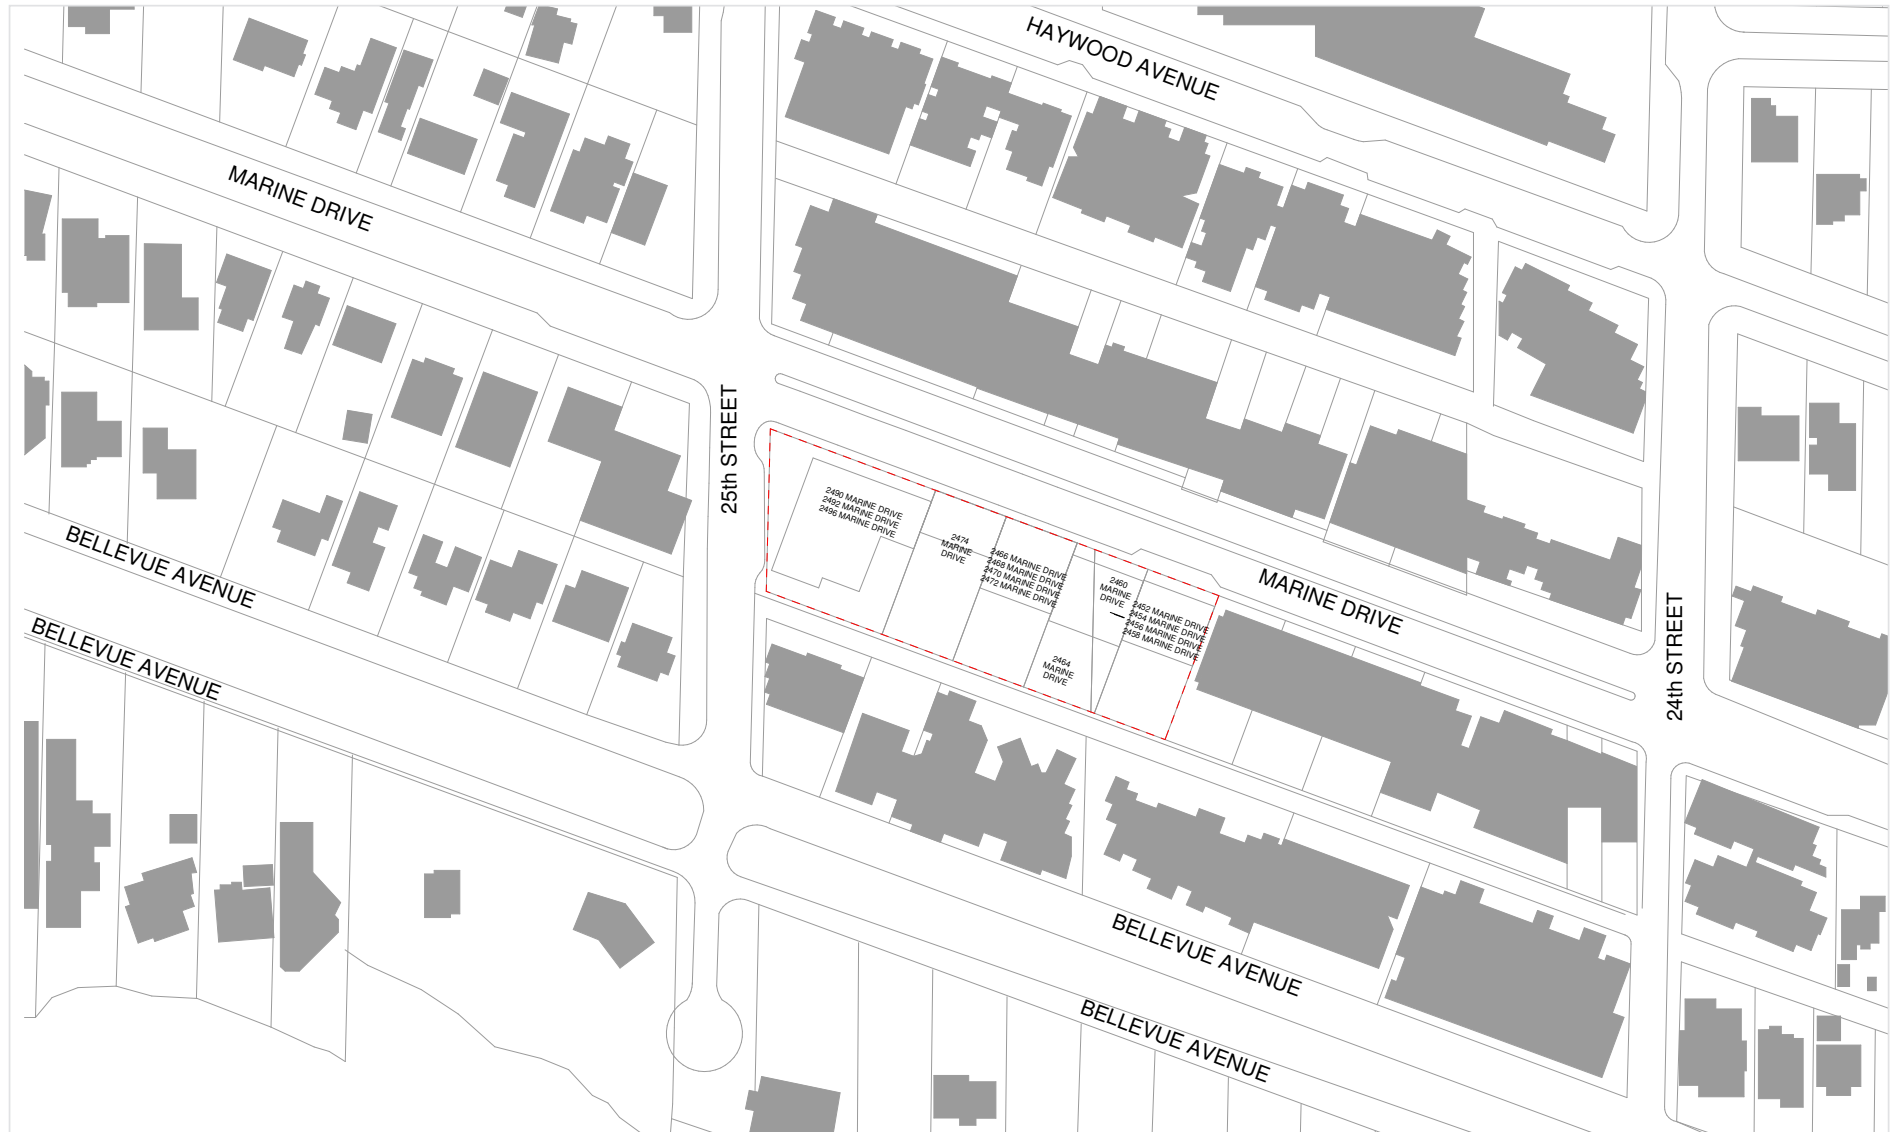 HAYWOOD AVENUE
MARINE DRIVE
25th STREET
2490 MARINE DRIVE
2492 MARINE DRIVE
2496 MARINE DRIVE
2474
MARINE
DRIVE
2466 MARINE DRIVE
2468 MARINE DRIVE
2470 MARINE DRIVE
2472 MARINE DRIVE
2460
MARINE
DRIVE
2452 MARINE DRIVE
2454 MARINE DRIVE
2456 MARINE DRIVE
2458 MARINE DRIVE
2464
MARINE
DRIVE
MARINE DRIVE
24th STREET
BELLEVUE AVENUE
BELLEVUE AVENUE
BELLEVUE AVENUE
BELLEVUE AVENUE